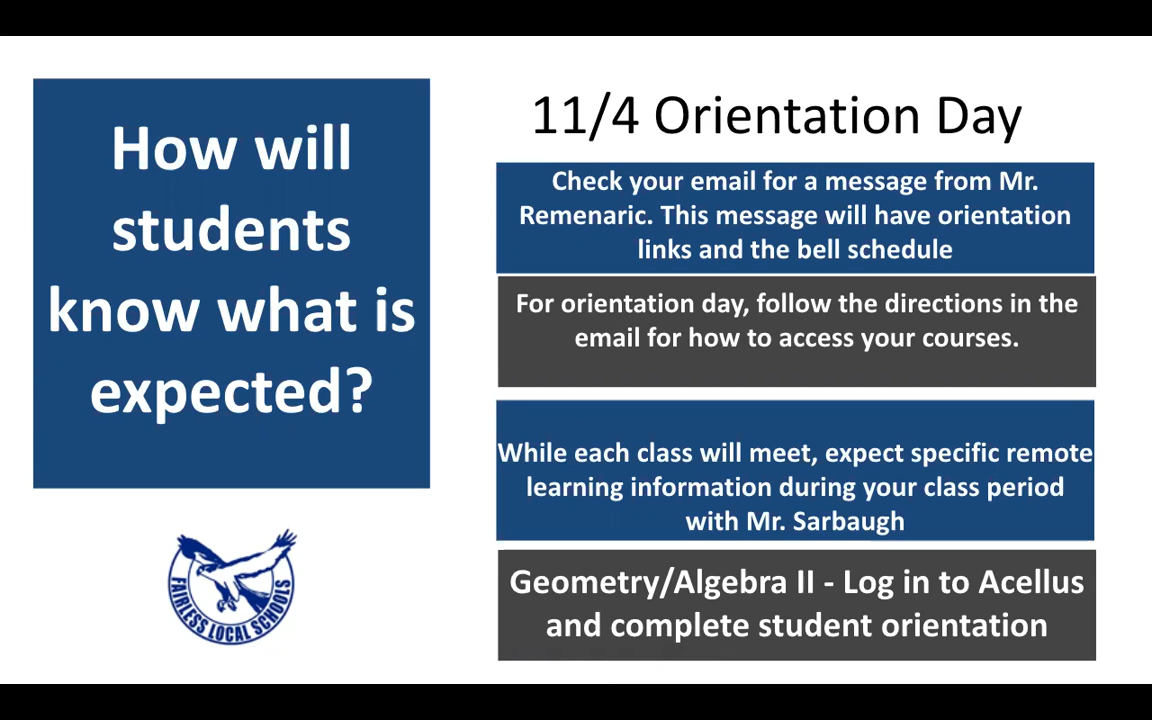 How will
students
know what is
expected?
FAIRLESS LOCAL SCHOOLS
11/4 Orientation Day
Check your email for a message from Mr.
Remenaric. This message will have orientation
links and the bell schedule
For orientation day, follow the directions in the
email for how to access your courses.
While each class will meet, expect specific remote
learning information during your class period
with Mr. Sarbaugh
Geometry/Algebra II - Log in to Acellus
and complete student orientation